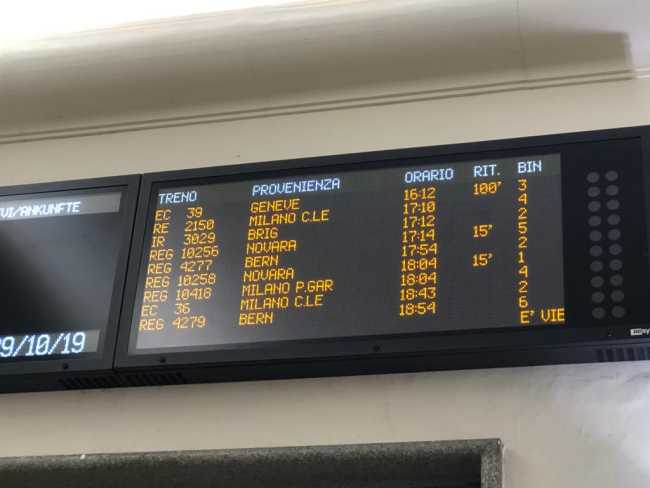 VI/ANKUNFTE
29/10/19
TRENO PROVENIENZA ORARIO RIT. BIN
EC 39 GENEVE 16:12 100' 3
RE 2150 MILANO C.LE 17:10 4
IR 3029 BRIG 17:12 2
REG 10256 NOVARA 17:14 15' 5
REG 4277 BERN 17:54 2
REG 10258 NOVARA 18:04 15' 1
REG 10418 MILANO P.GAR 18:04 4
EC 36 MILANO C.LE 18:43 2
REG 4279 BERN 18:54 6
E' VIE